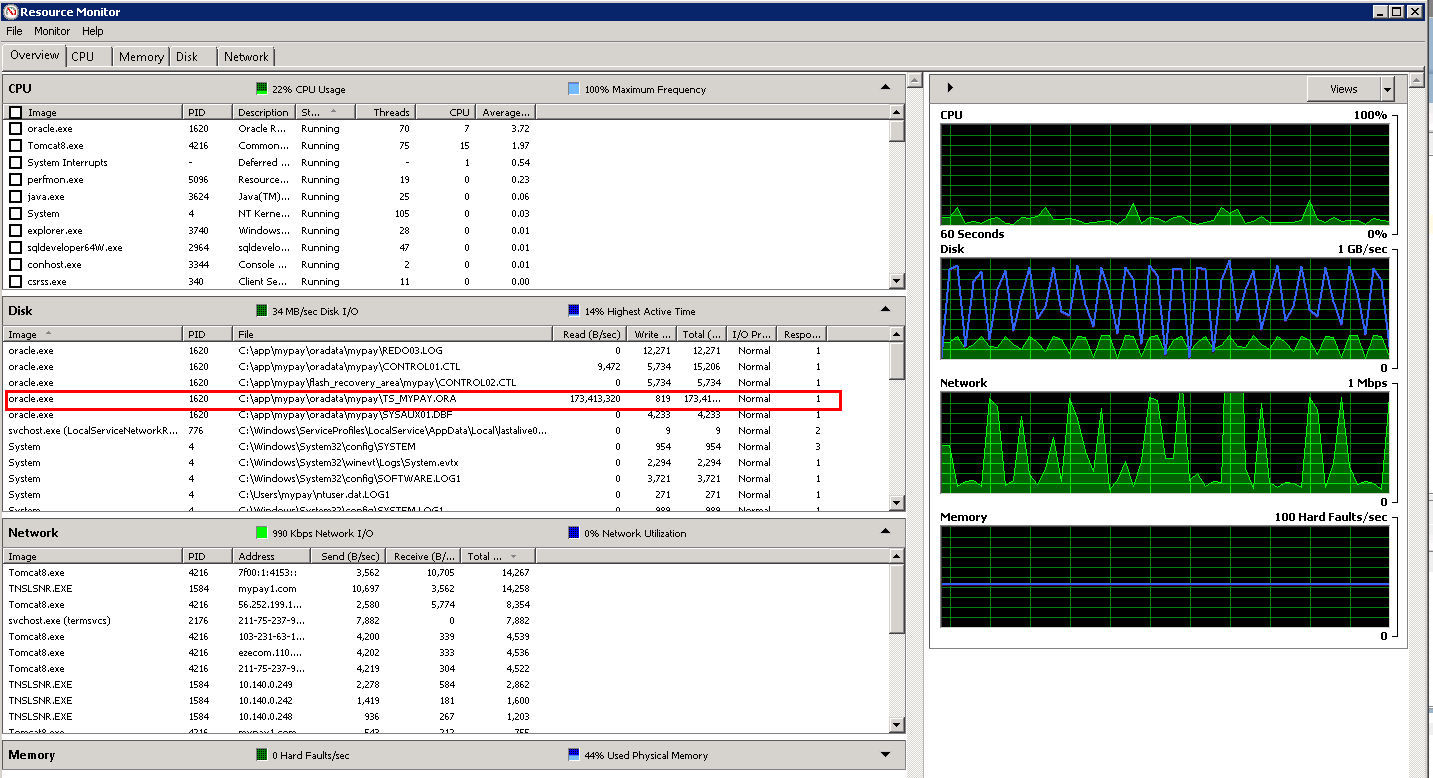 Resource Monitor
File Monitor Help
Overview CPU Memory Disk Network
CPU 22% CPU Usage 100% Maximum Frequency
Image PID Description St... Threads CPU Average...
oracle.exe 1620 Oracle R... Running 70 7 3.72
Tomcat8.exe 4216 Common... Running 75 15 1.97
System Interrupts - Deferred ... Running - 1 0.54
perfmon.exe 5096 Resource... Running 19 0 0.23
java.exe 3624 Java(TM)... Running 25 0 0.06
System 4 NT Kerne... Running 105 0 0.03
explorer.exe 3740 Windows... Running 28 0 0.01
sqldeveloper64W.exe 2964 sqldevelo... Running 47 0 0.01
conhost.exe 3344 Console ... Running 2 0 0.01
csrss.exe 340 Client Se... Running 11 0 0.00
Disk 34 MB/sec Disk I/O 14% Highest Active Time
Image PID File Read (B/sec) Write ... Total (... I/O Pr... Respo...
oracle.exe 1620 C:\app\mypay\oradata\mypay\REDO03.LOG 0 12,271 12,271 Normal 1
oracle.exe 1620 C:\app\mypay\oradata\mypay\CONTROL01.CTL 9,472 5,734 15,206 Normal 1
oracle.exe 1620 C:\app\mypay\flash_recovery_area\mypay\CONTROL02.CTL 0 5,734 5,734 Normal 1
oracle.exe 1620 C:\app\mypay\oradata\mypay\TS_MYPAY.ORA 173,413,320 819 173,41... Normal 1
oracle.exe 1620 C:\app\mypay\oradata\mypay\SYSAUX01.DBF 0 4,233 4,233 Normal 1
svchost.exe (LocalServiceNetworkR... 776 C:\Windows\ServiceProfiles\LocalService\AppData\Local\lastalive0... 0 9 9 Normal 2
System 4 C:\Windows\System32\config\SYSTEM 0 954 954 Normal 3
System 4 C:\Windows\System32\winevt\Logs\System.evtx 0 2,294 2,294 Normal 1
System 4 C:\Windows\System32\config\SOFTWARE.LOG1 0 3,721 3,721 Normal 1
System 4 C:\Users\mypay\ntuser.dat.LOG1 0 271 271 Normal 1
System 4 C:\Windows\System32\config\SYSTEM.LOG1 0 989 989 Normal 1
Network 990 Kbps Network I/O 0% Network Utilization
Image PID Address Send (B/sec) Receive (B/... Total ...
Tomcat8.exe 4216 7f00:1:4153:: 3,562 10,705 14,267
TNSLSNR.EXE 1584 mypay1.com 10,697 3,562 14,258
Tomcat8.exe 4216 56.252.199.1... 2,580 5,774 8,354
svchost.exe (termsvcs) 2176 211-75-237-9... 7,882 0 7,882
Tomcat8.exe 4216 103-231-63-1... 4,200 339 4,539
Tomcat8.exe 4216 ezecom.110.... 4,202 333 4,536
Tomcat8.exe 4216 211-75-237-9... 4,219 304 4,522
TNSLSNR.EXE 1584 10.140.0.249 2,278 584 2,862
TNSLSNR.EXE 1584 10.140.0.242 1,419 181 1,600
TNSLSNR.EXE 1584 10.140.0.248 936 267 1,203
Tomcat8.exe 4216 mypay1.com 543 212 755
Memory 0 Hard Faults/sec 44% Used Physical Memory
Views
CPU 100%
60 Seconds 0%
Disk 1 GB/sec
0
Network 1 Mbps
0
Memory 100 Hard Faults/sec
0